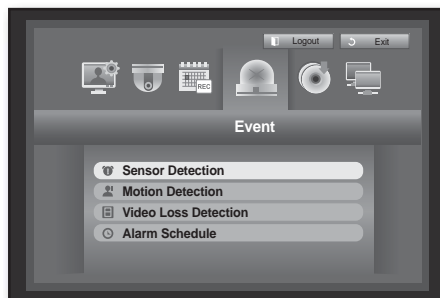 Logout Exit
REC
Event
Sensor Detection
Motion Detection
Video Loss Detection
Alarm Schedule